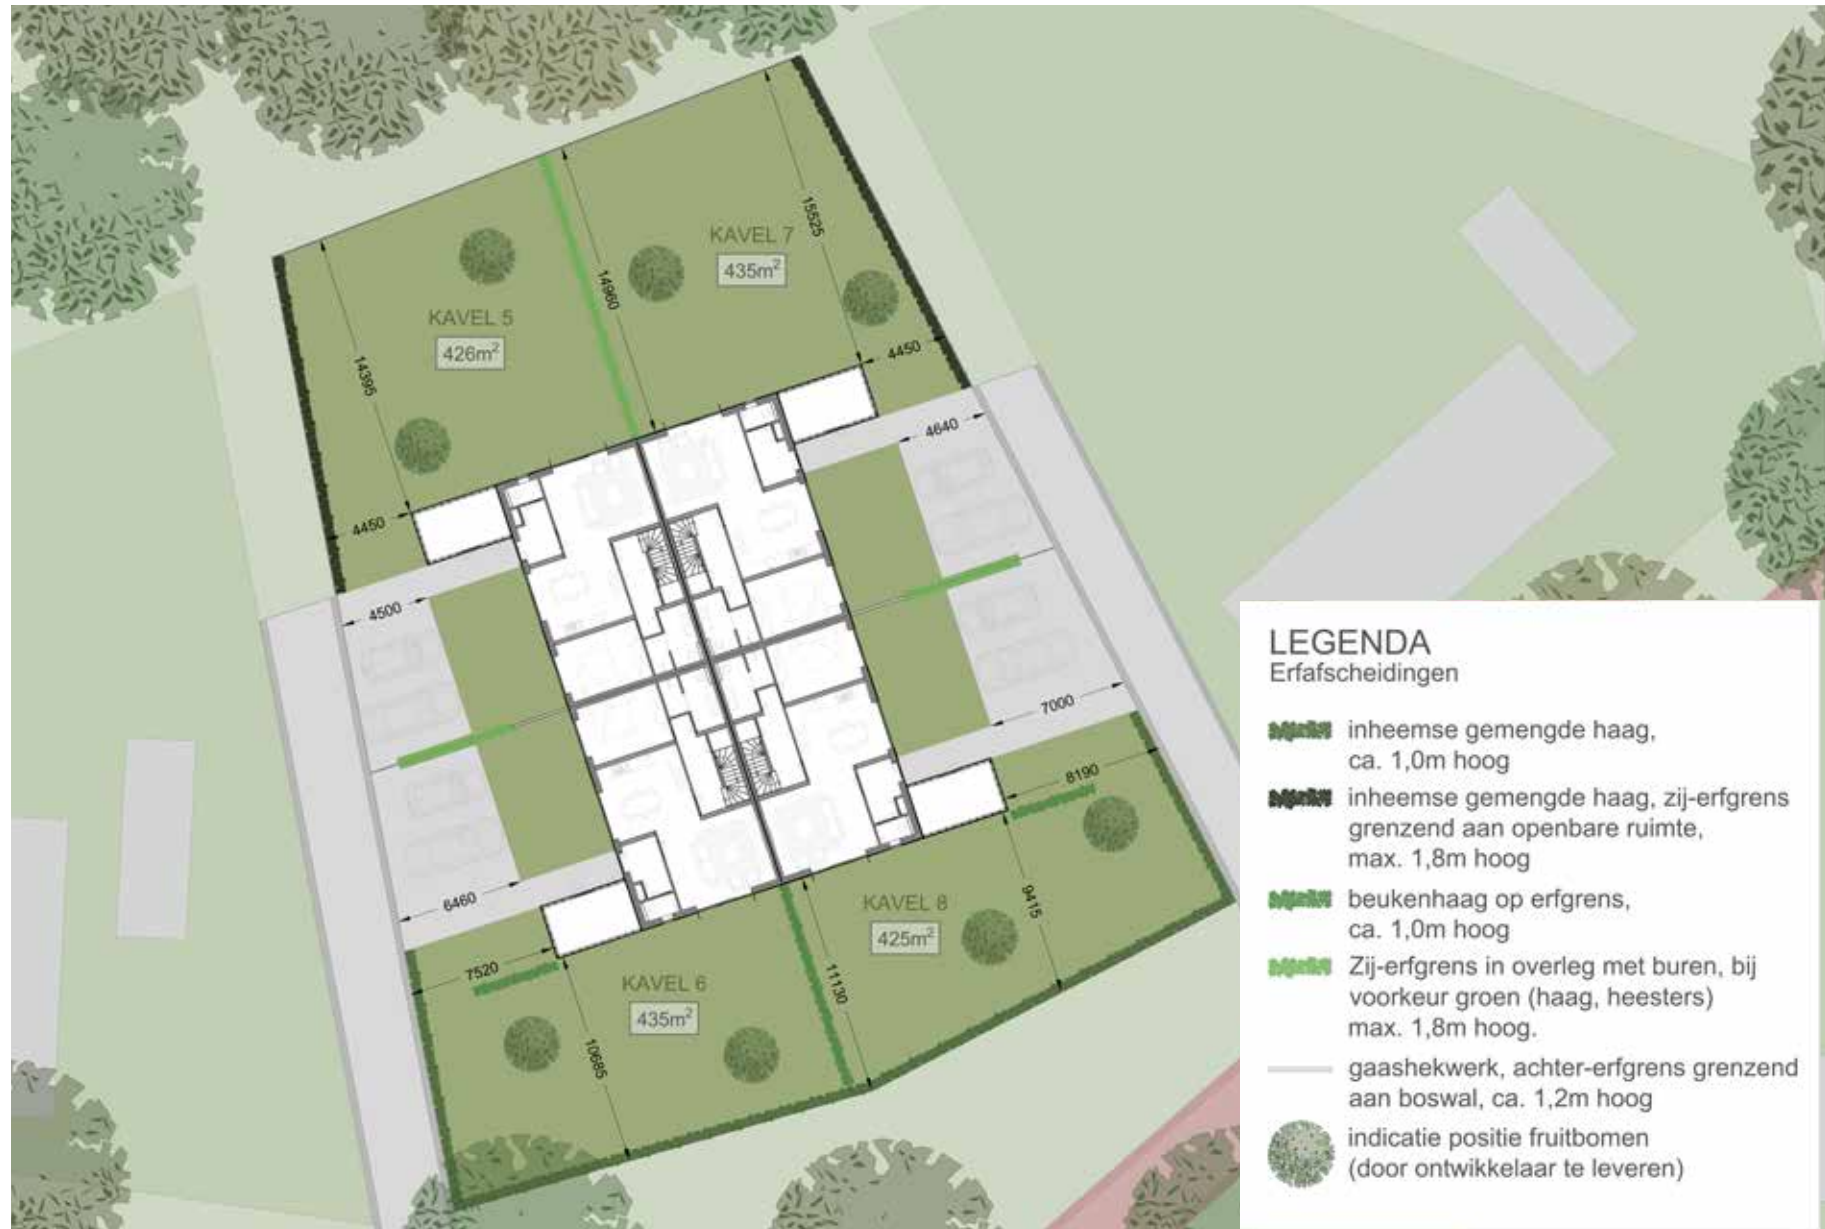 KAVEL 7
435m²
15525
14960
KAVEL 5
426m²
14395
4450
4450
4640
4500
7000
8190
6460
7520
KAVEL 8
425m²
9415
11130
KAVEL 6
435m²
10685
LEGENDA
Erfafscheidingen
inheemse gemengde haag,
ca. 1,0m hoog
inheemse gemengde haag, zij-erfgrens
grenzend aan openbare ruimte,
max. 1,8m hoog
beukenhaag op erfgrens,
ca. 1,0m hoog
Zij-erfgrens in overleg met buren, bij
voorkeur groen (haag, heesters)
max. 1,8m hoog.
gaashekwerk, achter-erfgrens grenzend
aan boswal, ca. 1,2m hoog
indicatie positie fruitbomen
(door ontwikkelaar te leveren)